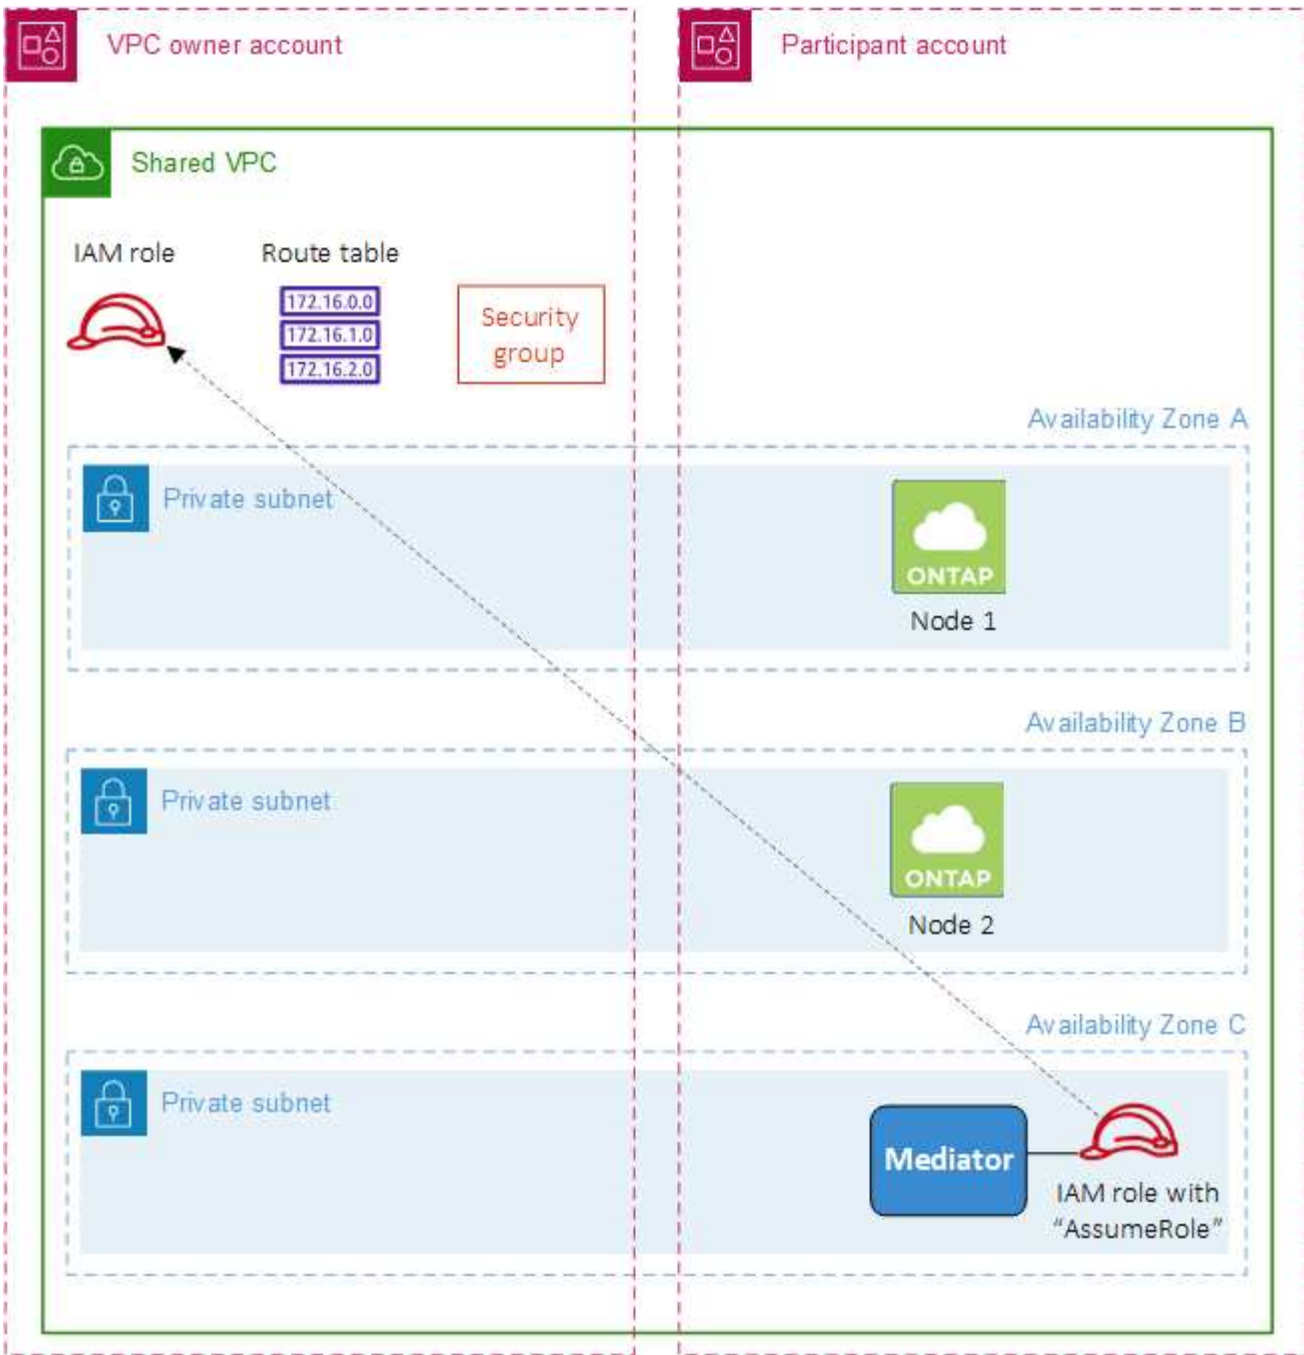 VPC owner account
Participant account
Shared VPC
IAM role
Route table
172.16.0.0
172.16.1.0
172.16.2.0
Security
group
Availability Zone A
Private subnet
ONTAP
Node 1
Availability Zone B
Private subnet
ONTAP
Node 2
Availability Zone C
Private subnet
Mediator
IAM role with
“AssumeRole”